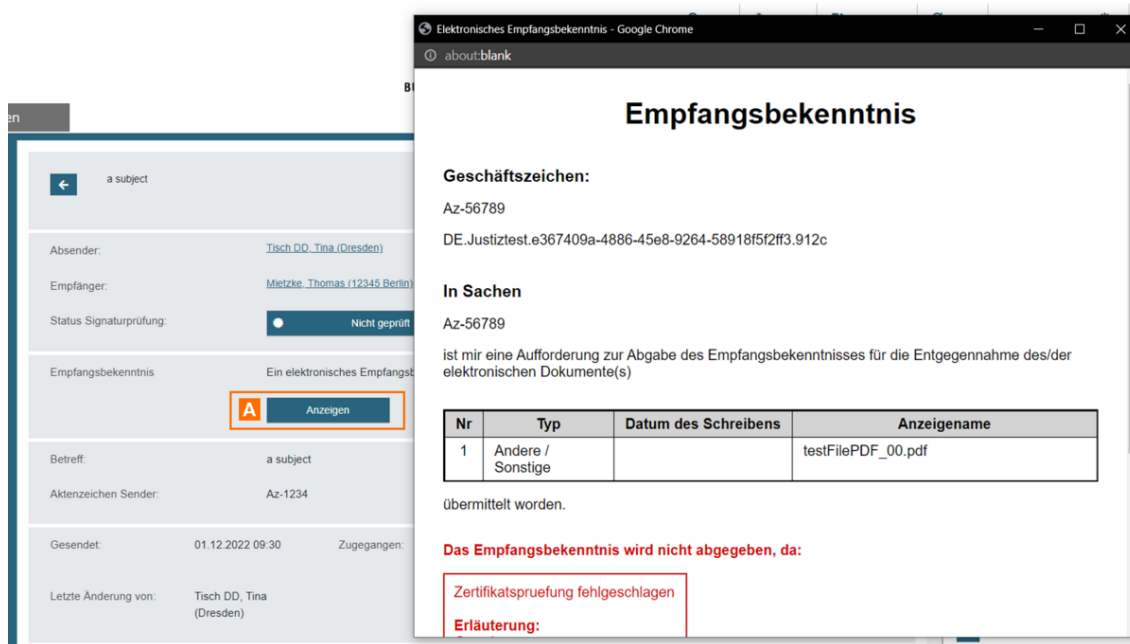 Elektronisches Empfangsbekenntnis - Google Chrome
about:blank
en
a subject
Absender:
Tisch DD, Tina (Dresden)
Empfänger:
Mietzke, Thomas (12345 Berlin)
Status Signaturprüfung:
Nicht geprüft
Empfangsbekenntnis
Ein elektronisches Empfangsb
A
Anzeigen
Betreff:
a subject
Aktenzeichen Sender:
Az-1234
Gesendet:
01.12.2022 09:30
Zugegangen:
Letzte Änderung von:
Tisch DD, Tina
(Dresden)
Empfangsbekenntnis
Geschäftszeichen:
Az-56789
DE.Justiztest.e367409a-4886-45e8-9264-58918f5f2ff3.912c
In Sachen
Az-56789
ist mir eine Aufforderung zur Abgabe des Empfangsbekenntnisses für die Entgegennahme des/der
elektronischen Dokumente(s)
Nr Typ Datum des Schreibens Anzeigename
1 Andere / testFilePDF_00.pdf
Sonstige
übermittelt worden.
Das Empfangsbekenntnis wird nicht abgegeben, da:
Zertifikatspruefung fehlgeschlagen
Erläuterung: